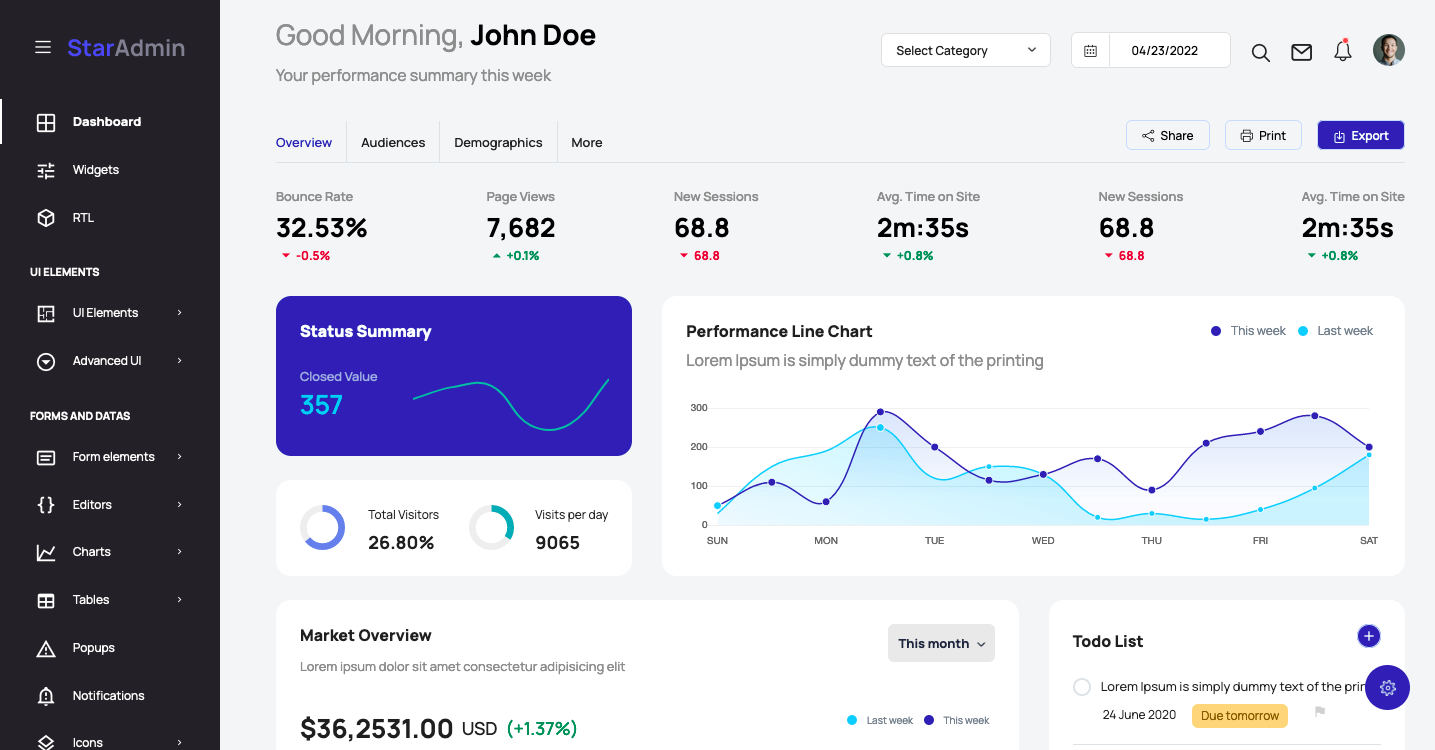 StarAdmin
Dashboard
Widgets
RTL
UI ELEMENTS
UI Elements
Advanced UI
FORMS AND DATAS
Form elements
Editors
Charts
Tables
Popups
Notifications
Icons
Good Morning, John Doe
Your performance summary this week
Select Category
04/23/2022
Overview
Audiences
Demographics
More
Share
Print
Export
Bounce Rate
32.53%
-0.5%
Page Views
7,682
+0.1%
New Sessions
68.8
68.8
Avg. Time on Site
2m:35s
+0.8%
New Sessions
68.8
68.8
Avg. Time on Site
2m:35s
+0.8%
Status Summary
Closed Value
357
Total Visitors
26.80%
Visits per day
9065
Performance Line Chart
This week
Last week
Lorem Ipsum is simply dummy text of the printing
300
200
100
0
SUN
MON
TUE
WED
THU
FRI
SAT
Market Overview
Lorem ipsum dolor sit amet consectetur adipisicing elit
This month
$36,2531.00 USD (+1.37%)
Last week
This week
Todo List
Lorem Ipsum is simply dummy text of the
24 June 2020
Due tomorrow